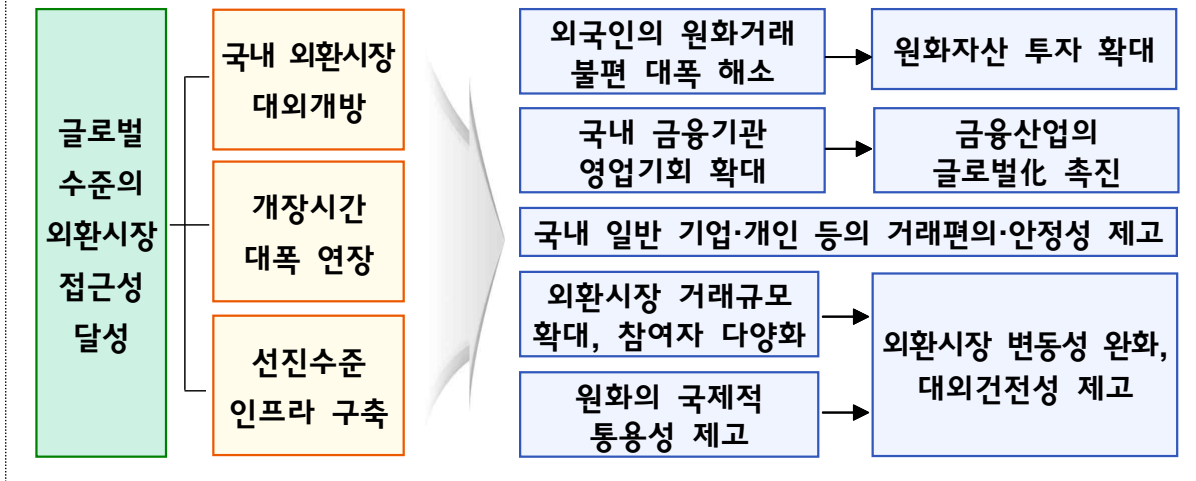 글로벌
수준의
외환시장
접근성
달성
국내 외환시장
대외개방
개장시간
대폭 연장
선진수준
인프라 구축
외국인의 원화거래
불편 대폭 해소
원화자산 투자 확대
국내 금융기관
영업기회 확대
금융산업의
글로벌化 촉진
국내 일반 기업·개인 등의 거래편의·안정성 제고
외환시장 거래규모
확대, 참여자 다양화
원화의 국제적
통용성 제고
외환시장 변동성 완화,
대외건전성 제고